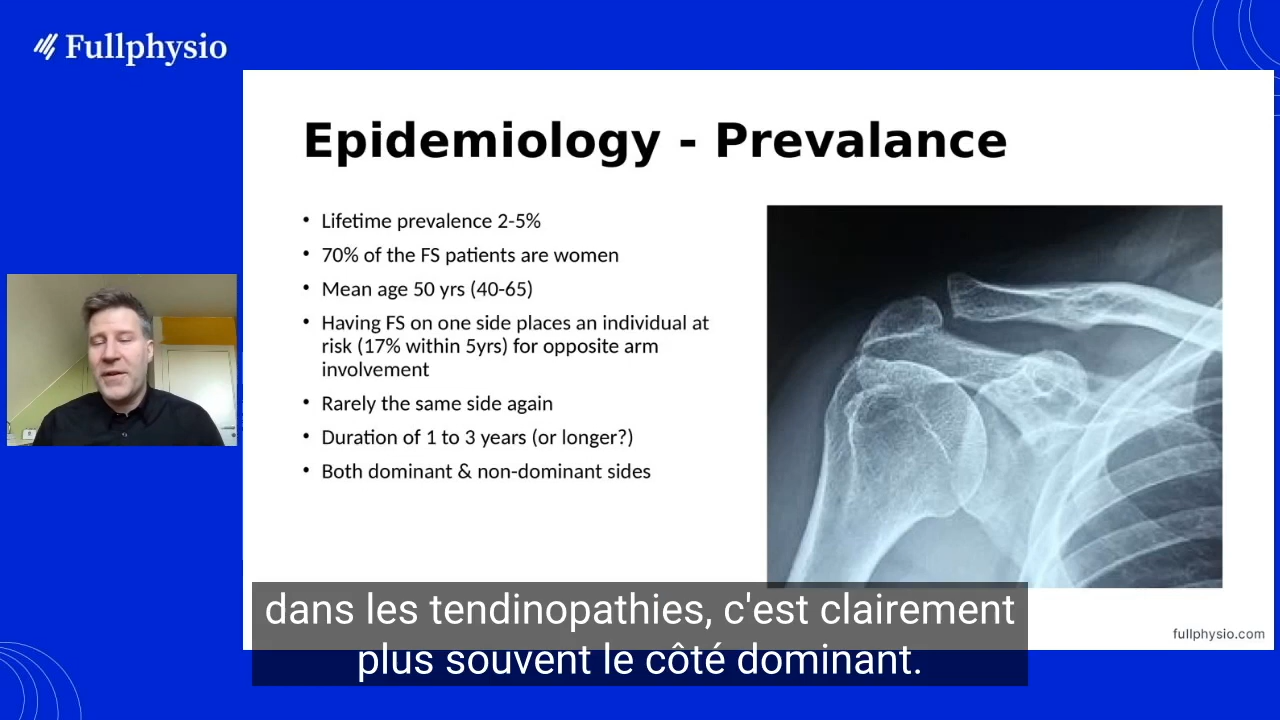 Fullphysio
Epidemiology - Prevalance
• Lifetime prevalence 2-5%
• 70% of the FS patients are women
• Mean age 50 yrs (40-65)
• Having FS on one side places an individual at
risk (17% within 5yrs) for opposite arm
involvement
• Rarely the same side again
• Duration of 1 to 3 years (or longer?)
• Both dominant & non-dominant sides
dans les tendinopathies, c'est clairement
plus souvent le côté dominant.
fullphysio.com